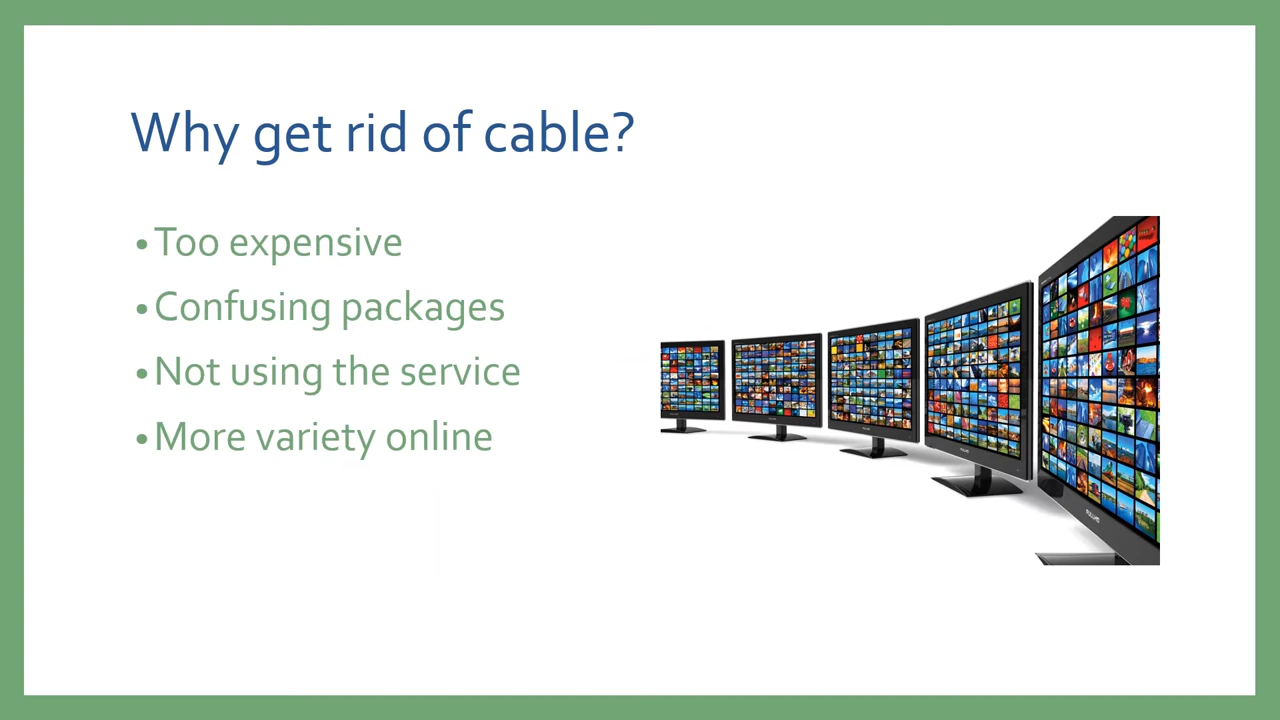 Why get rid of cable?
• Too expensive
• Confusing packages
• Not using the service
• More variety online